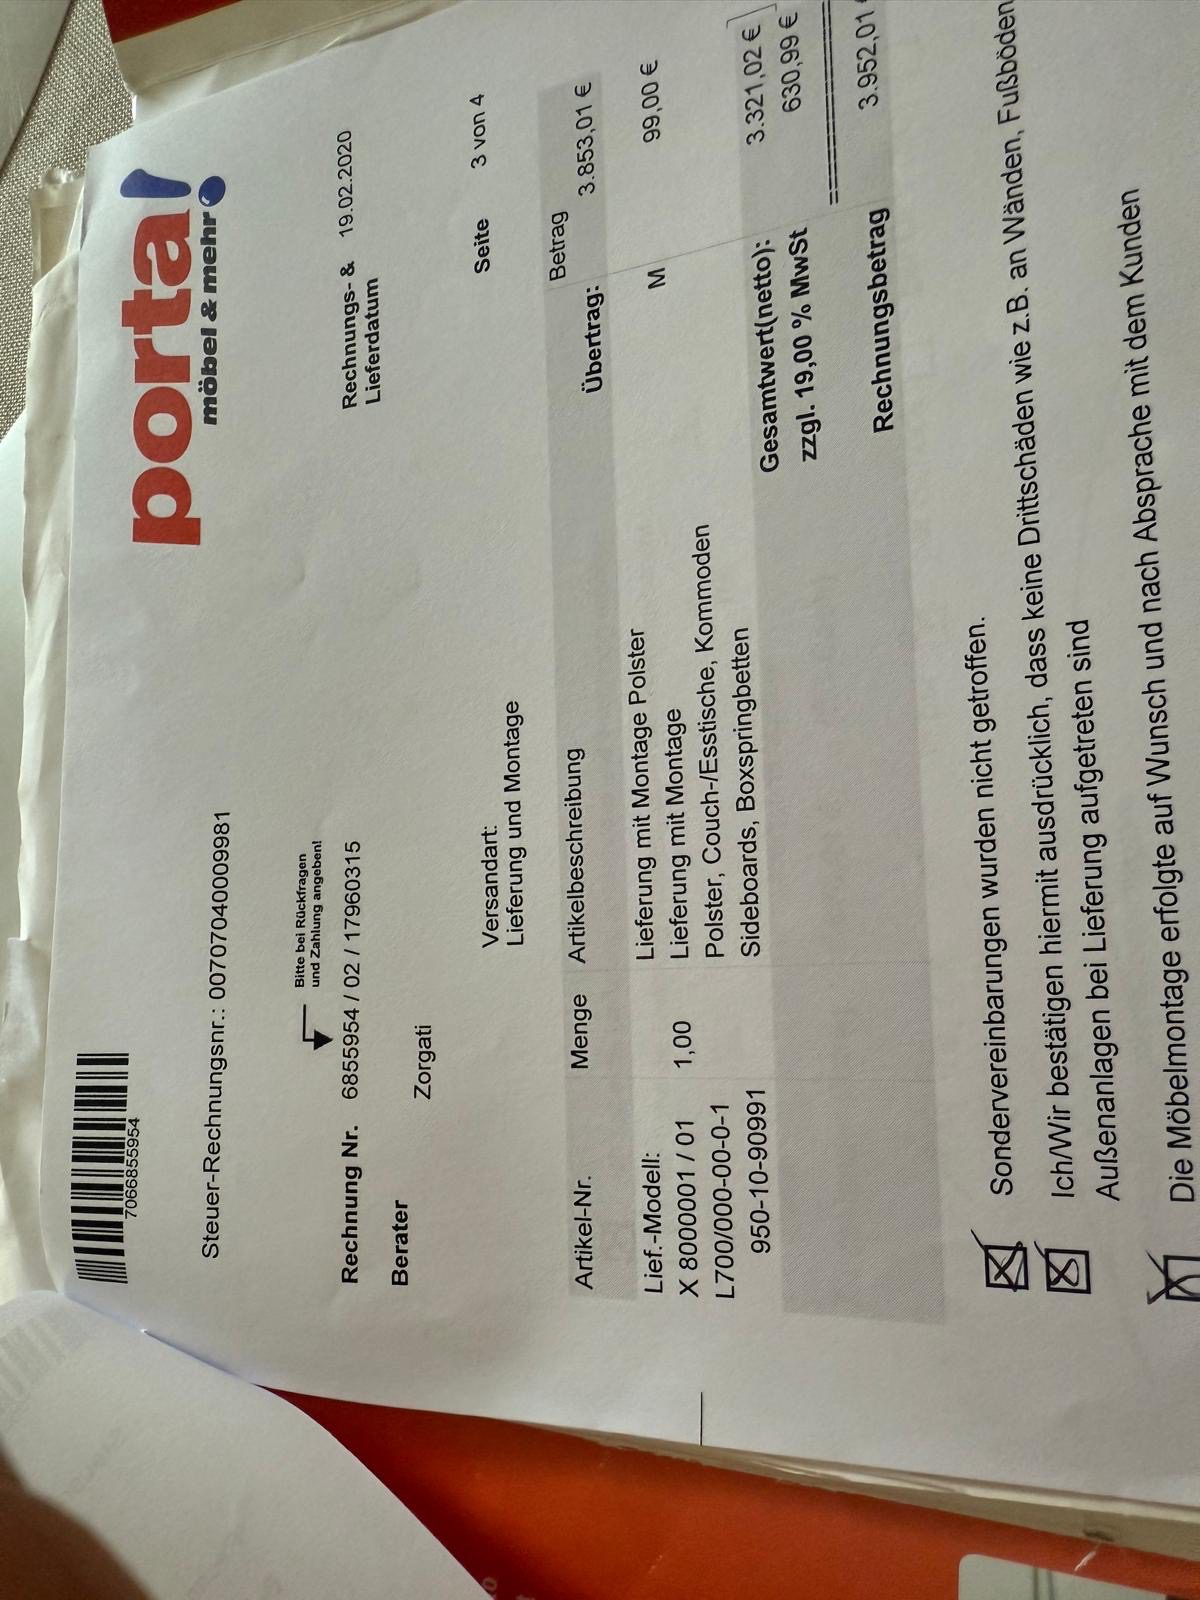 7066855954
porta!
möbel & mehr
Steuer-Rechnungsnr.: 00707040009981
Bitte bei Rückfragen
und Zahlung angeben!
Rechnung Nr. 6855954 / 02 / 17960315
Rechnungs- & 19.02.2020
Lieferdatum
Berater
Zorgati
Seite 3 von 4
Versandart:
Lieferung und Montage
Artikel-Nr. Menge Artikelbeschreibung Betrag
Übertrag: 3.853,01 €
Lief.-Modell: Lieferung mit Montage Polster
X 8000001 / 01 1,00 Lieferung mit Montage M 99,00 €
L700/000-00-0-1 Polster, Couch-/Esstische, Kommoden
950-10-90991 Sideboards, Boxspringbetten
Gesamtwert(netto): 3.321,02 €
zzgl. 19,00 % MwSt 630,99 €
Rechnungsbetrag 3.952,01
Sondervereinbarungen wurden nicht getroffen.
Ich/Wir bestätigen hiermit ausdrücklich, dass keine Drittschäden wie z.B. an Wänden, Fußböden
Außenanlagen bei Lieferung aufgetreten sind
Die Möbelmontage erfolgte auf Wunsch und nach Absprache mit dem Kunden